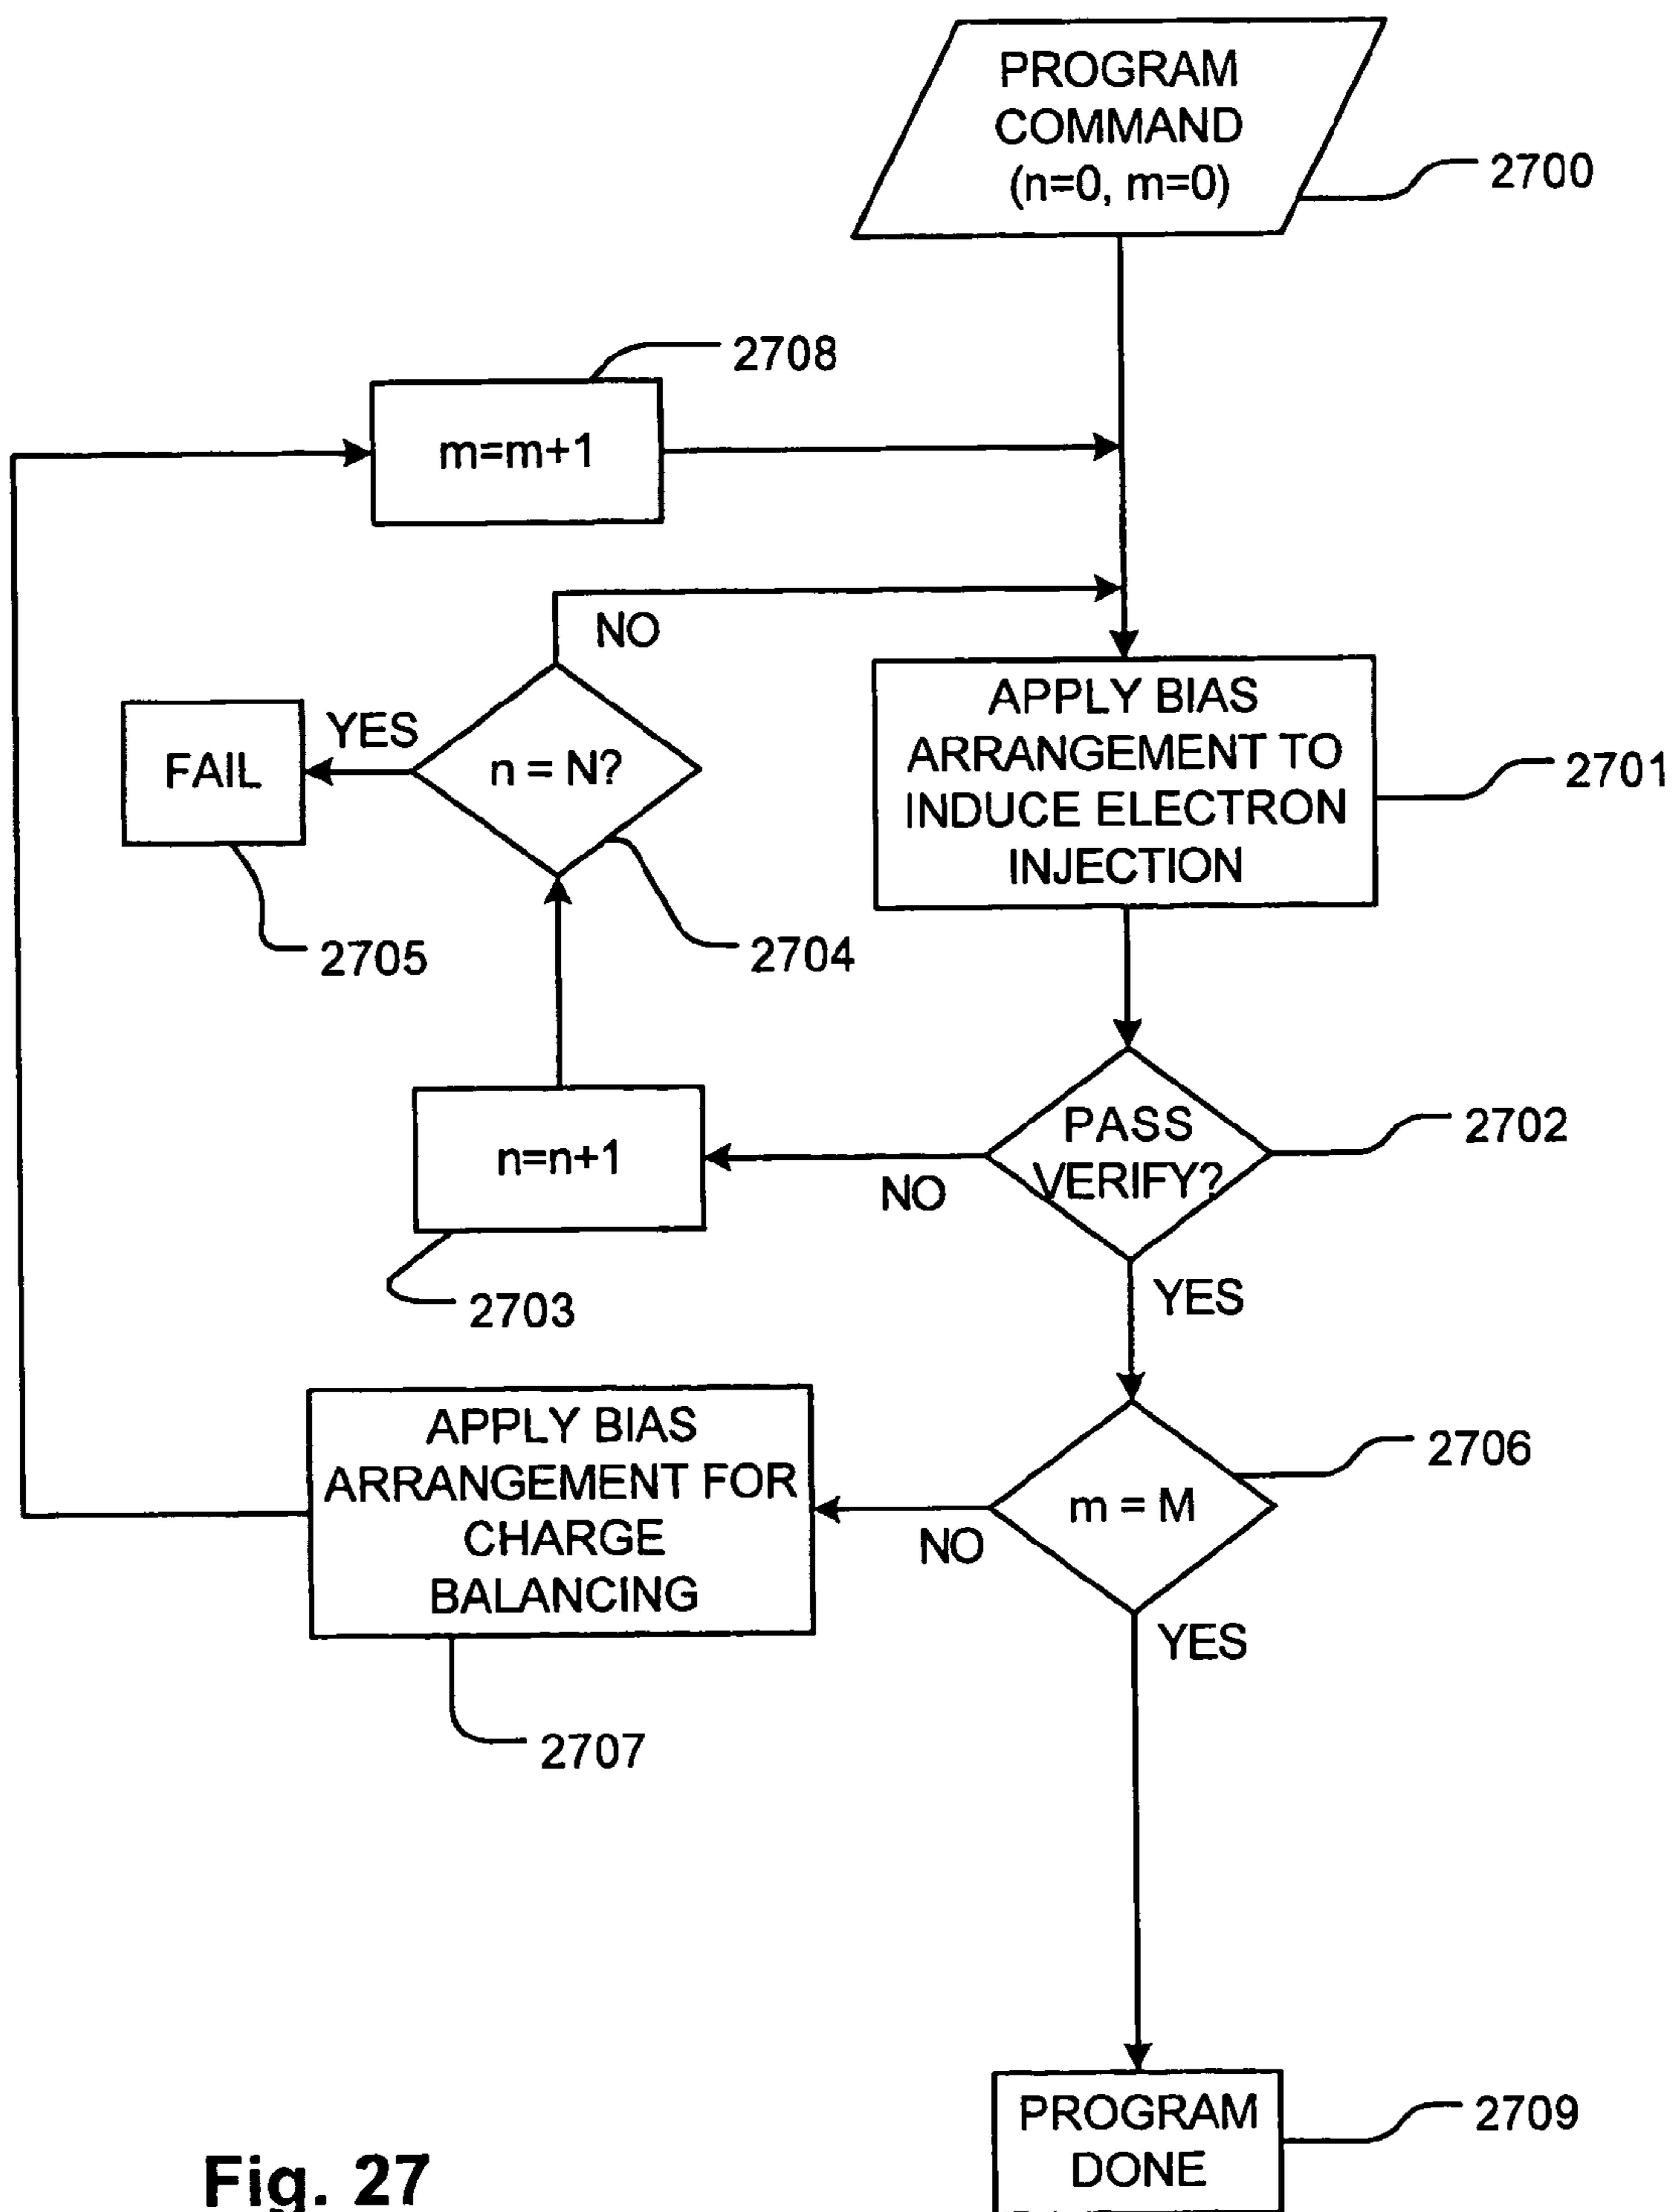 PROGRAM
COMMAND
(n=0, m=0)
2700
2708
m=m+1
NO
APPLY BIAS
ARRANGEMENT TO
INDUCE ELECTRON
INJECTION
2701
FAIL
YES
n = N?
2705
2704
PASS
VERIFY?
2702
n=n+1
NO
2703
YES
APPLY BIAS
ARRANGEMENT FOR
CHARGE
BALANCING
2706
m = M
NO
YES
2707
PROGRAM
DONE
2709
Fig. 27